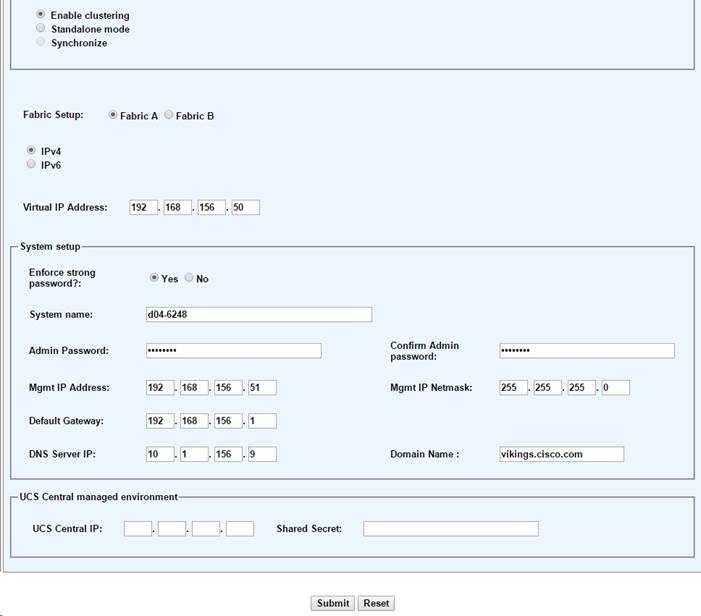 Enable clustering
Standalone mode
Synchronize
Fabric Setup: Fabric A Fabric B
IPv4
IPv6
Virtual IP Address: 192 . 168 . 156 . 50
System setup
Enforce strong
password?: Yes No
System name: d04-6248
Admin Password: •••••••• Confirm Admin
password: ••••••••
Mgmt IP Address: 192 . 168 . 156 . 51 Mgmt IP Netmask: 255 . 255 . 255 . 0
Default Gateway: 192 . 168 . 156 . 1
DNS Server IP: 10 . 1 . 156 . 9 Domain Name : vikings.cisco.com
UCS Central managed environment
UCS Central IP: . . . Shared Secret:
Submit Reset